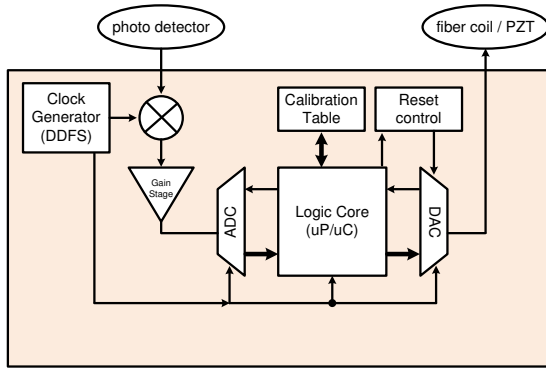 photo detector
fiber coil / PZT
Clock
Generator
(DDFS)
Calibration
Table
Reset
control
Gain
Stage
ADC
Logic Core
(uP/uC)
DAC